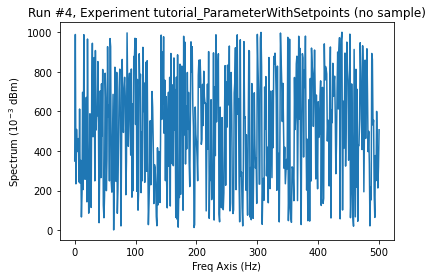 Run #4, Experiment tutorial_ParameterWithSetpoints (no sample)
Spectrum (10⁻³ dBm)
1000
800
600
400
200
0
0 100 200 300 400 500
Freq Axis (Hz)